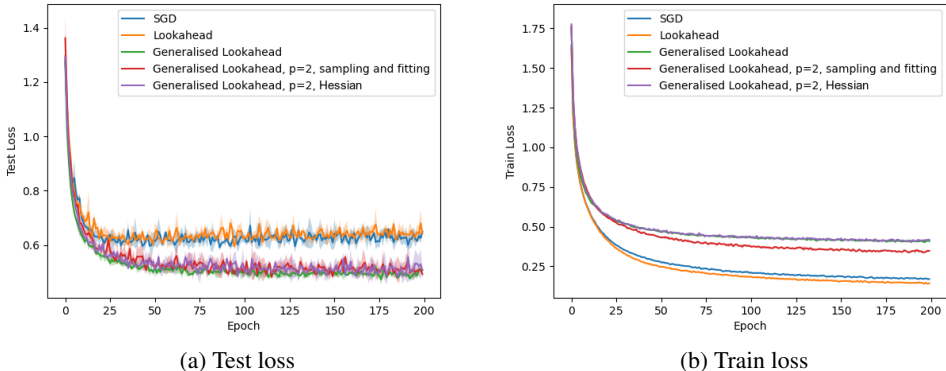 SGD
Lookahead
Generalised Lookahead
Generalised Lookahead, p=2, sampling and fitting
Generalised Lookahead, p=2, Hessian
1.4
1.2
1.0
0.8
0.6
Test Loss
0 25 50 75 100 125 150 175 200
Epoch
(a) Test loss
SGD
Lookahead
Generalised Lookahead
Generalised Lookahead, p=2, sampling and fitting
Generalised Lookahead, p=2, Hessian
1.75
1.50
1.25
1.00
0.75
0.50
0.25
Train Loss
0 25 50 75 100 125 150 175 200
Epoch
(b) Train loss